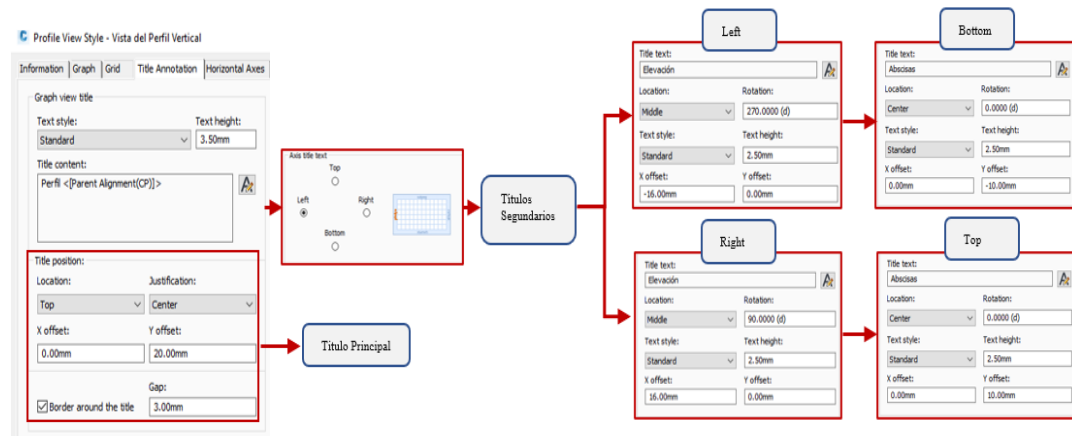 Profile View Style - Vista del Perfil Vertical
Information Graph Grid Title Annotation Horizontal Axes
Graph view title
Text style: Text height:
Standard 3.50mm
Title content:
Perfil <[Parent Alignment(CP)]>
Title position:
Location: Justification:
Top Center
X offset: Y offset:
0.00mm 20.00mm
Gap:
Border around the title 3.00mm
Axis title text
Top
Left Right
Bottom
Titulo Principal
Títulos
Segundarios
Left
Title text:
Elevación
Location: Rotation:
Middle 270.0000 (d)
Text style: Text height:
Standard 2.50mm
X offset: Y offset:
-16.00mm 0.00mm
Bottom
Title text:
Abscisas
Location: Rotation:
Center 0.0000 (d)
Text style: Text height:
Standard 2.50mm
X offset: Y offset:
0.00mm -10.00mm
Right
Title text:
Elevación
Location: Rotation:
Middle 90.0000 (d)
Text style: Text height:
Standard 2.50mm
X offset: Y offset:
16.00mm 0.00mm
Top
Title text:
Abscisas
Location: Rotation:
Center 0.0000 (d)
Text style: Text height:
Standard 2.50mm
X offset: Y offset:
0.00mm 10.00mm